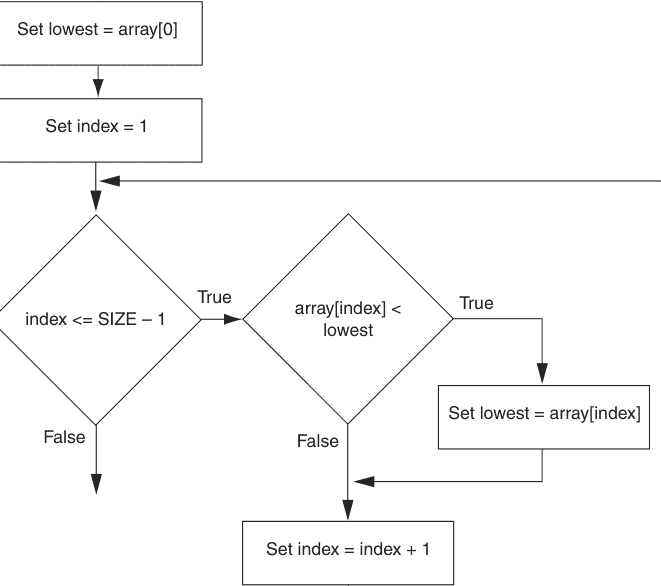 Set lowest = array[0]
Set index = 1
index <= SIZE – 1
True
array[index] <
lowest
True
Set lowest = array[index]
False
False
Set index = index + 1